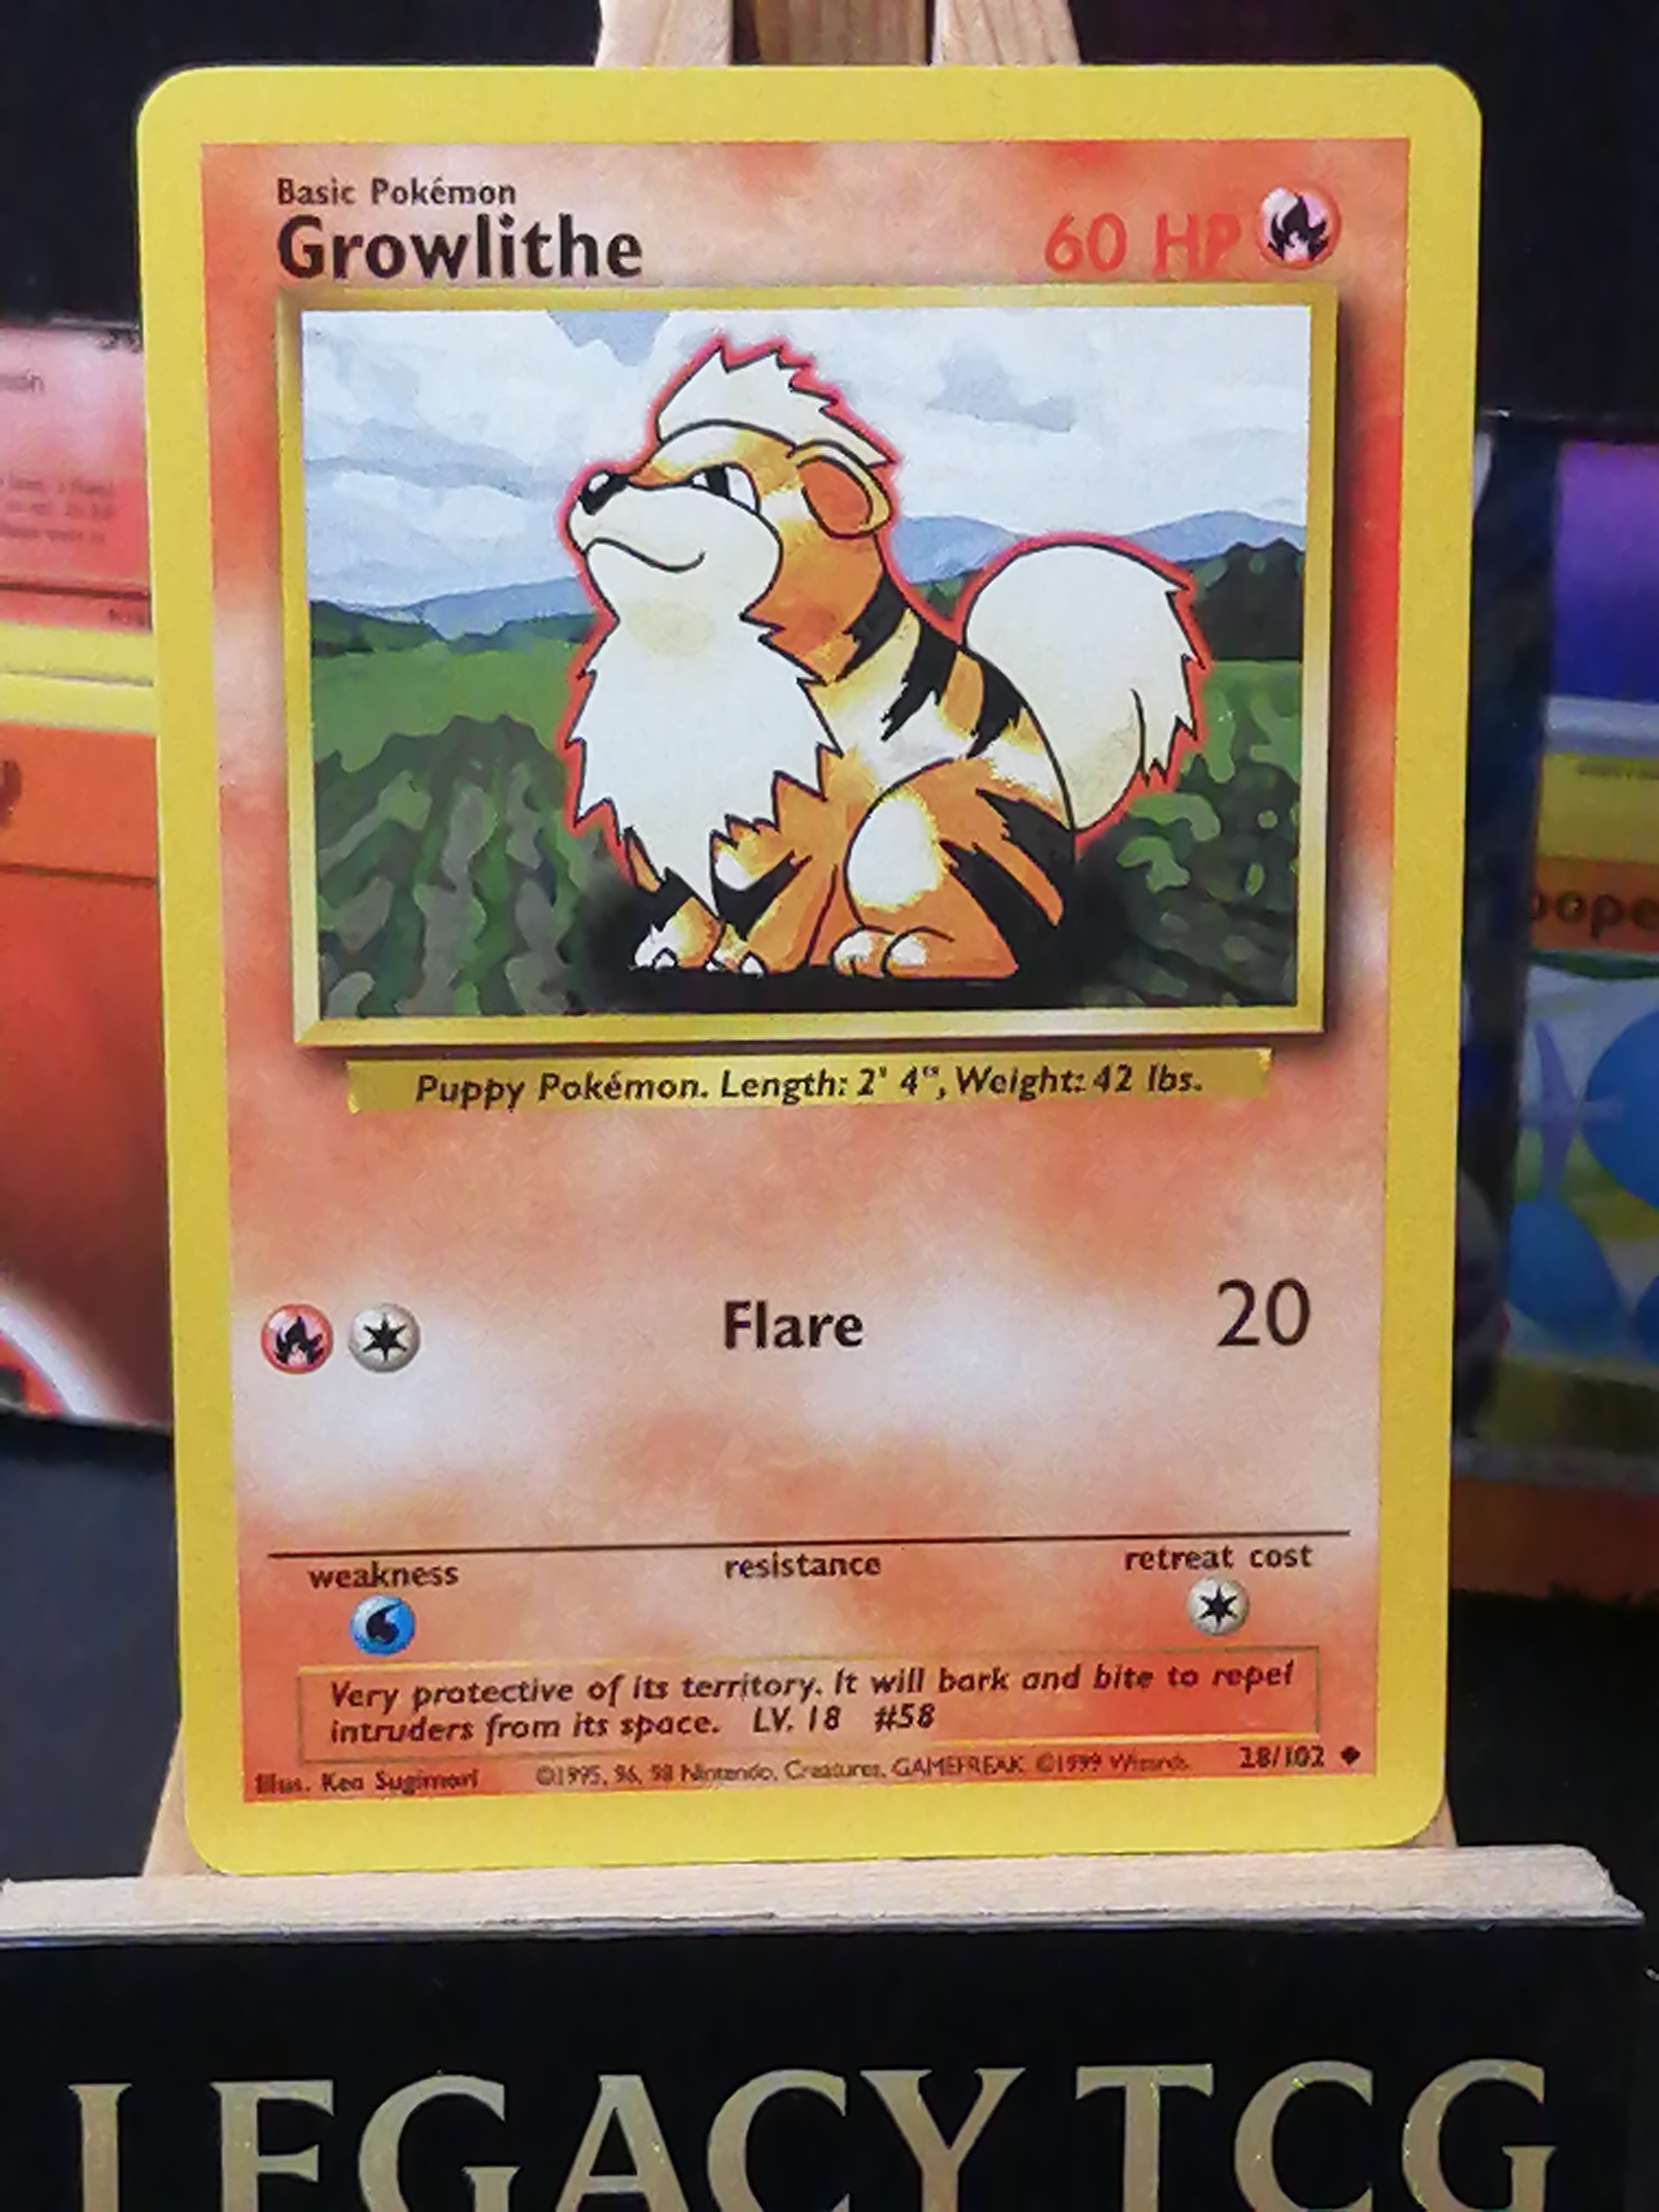 Basic Pokémon
Growlithe 60 HP
Puppy Pokémon. Length: 2' 4", Weight: 42 lbs.
Flare 20
weakness resistance retreat cost
Very protective of its territory. It will bark and bite to repel
intruders from its space. LV. 18 #58
Illus. Ken Sugimori ©1995, 96, 98 Nintendo, Creatures, GAMEFREAK. ©1999 Wizards. 28/102
LEGACY TCG